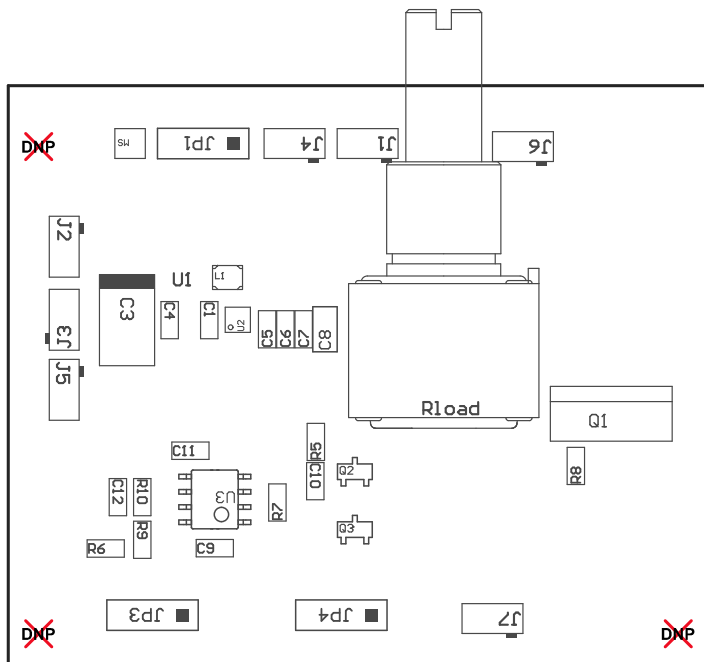 DNP
SW
JP1
J4
J1
J6
J2
U1
L1
C3
C4
C1
U2
J3
C5
C6
C7
C8
J5
Rload
Q1
R5
C11
C10
Q2
R8
C12
R10
U3
R7
Q3
R9
R6
C9
JP3
JP4
J7
DNP
DNP